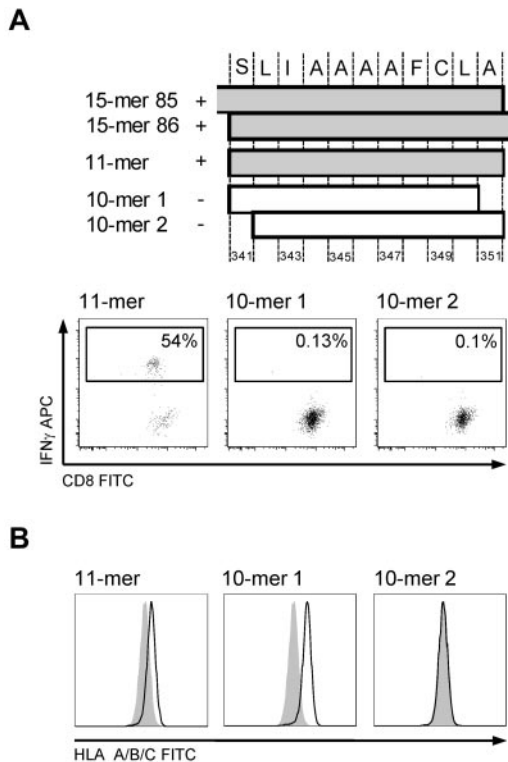 A
S L I A A A A F C L A
15-mer 85 +
15-mer 86 +
11-mer +
10-mer 1 -
10-mer 2 -
341 343 345 347 349 351
11-mer 10-mer 1 10-mer 2
54% 0.13% 0.1%
IFNγ APC
CD8 FITC
B
11-mer 10-mer 1 10-mer 2
HLA A/B/C FITC